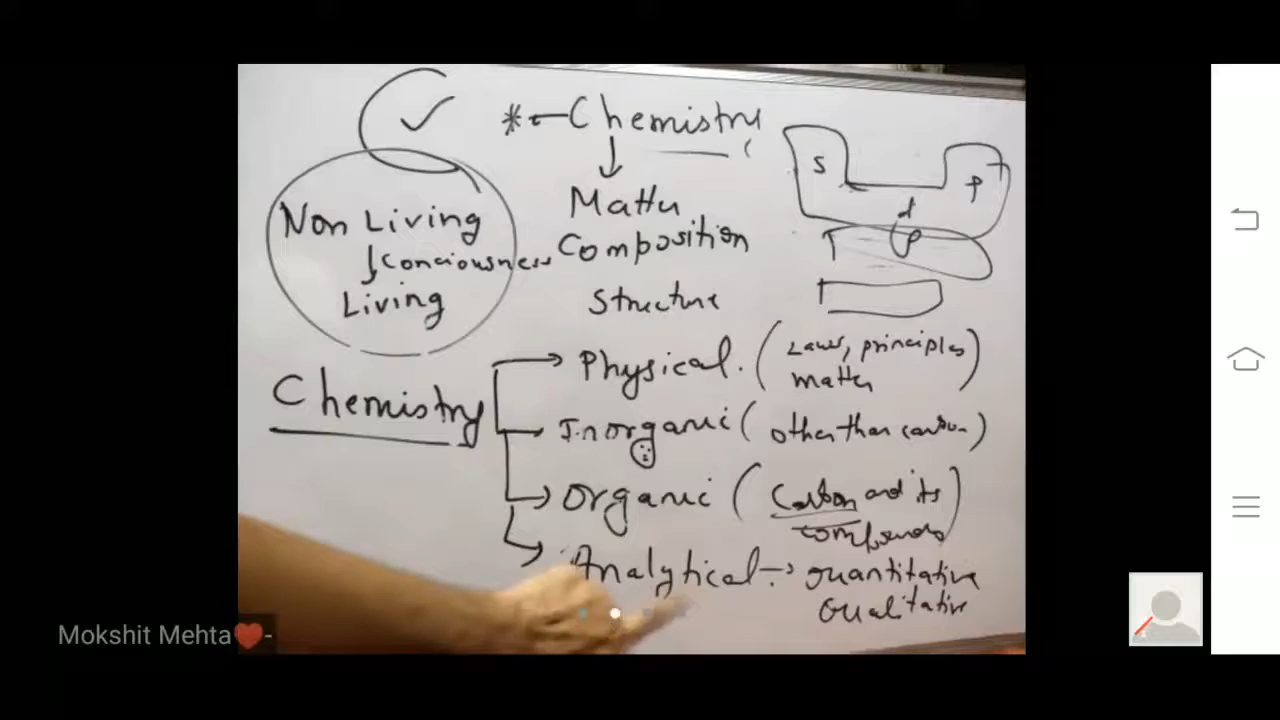 * ← Chemistry
Matter
Composition
Structure
Non Living
Conciousness
Living
s
p
d
f
Chemistry
Physical. (Laws, principles
matter)
Inorganic (other than carbon)
Organic (Carbon and its
compounds)
Analytical → Quantitative
Qualitative
Mokshit Mehta❤️-